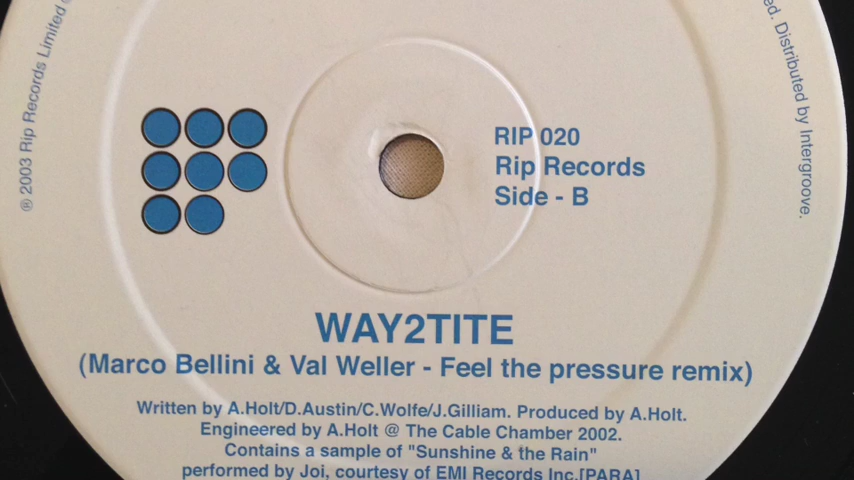 ℗ 2003 Rip Records Limited
ed. Distributed by Intergroove.
RIP 020
Rip Records
Side - B
WAY2TITE
(Marco Bellini & Val Weller - Feel the pressure remix)
Written by A.Holt/D.Austin/C.Wolfe/J.Gilliam. Produced by A.Holt.
Engineered by A.Holt @ The Cable Chamber 2002.
Contains a sample of "Sunshine & the Rain"
performed by Joi, courtesy of EMI Records Inc.[PARA]